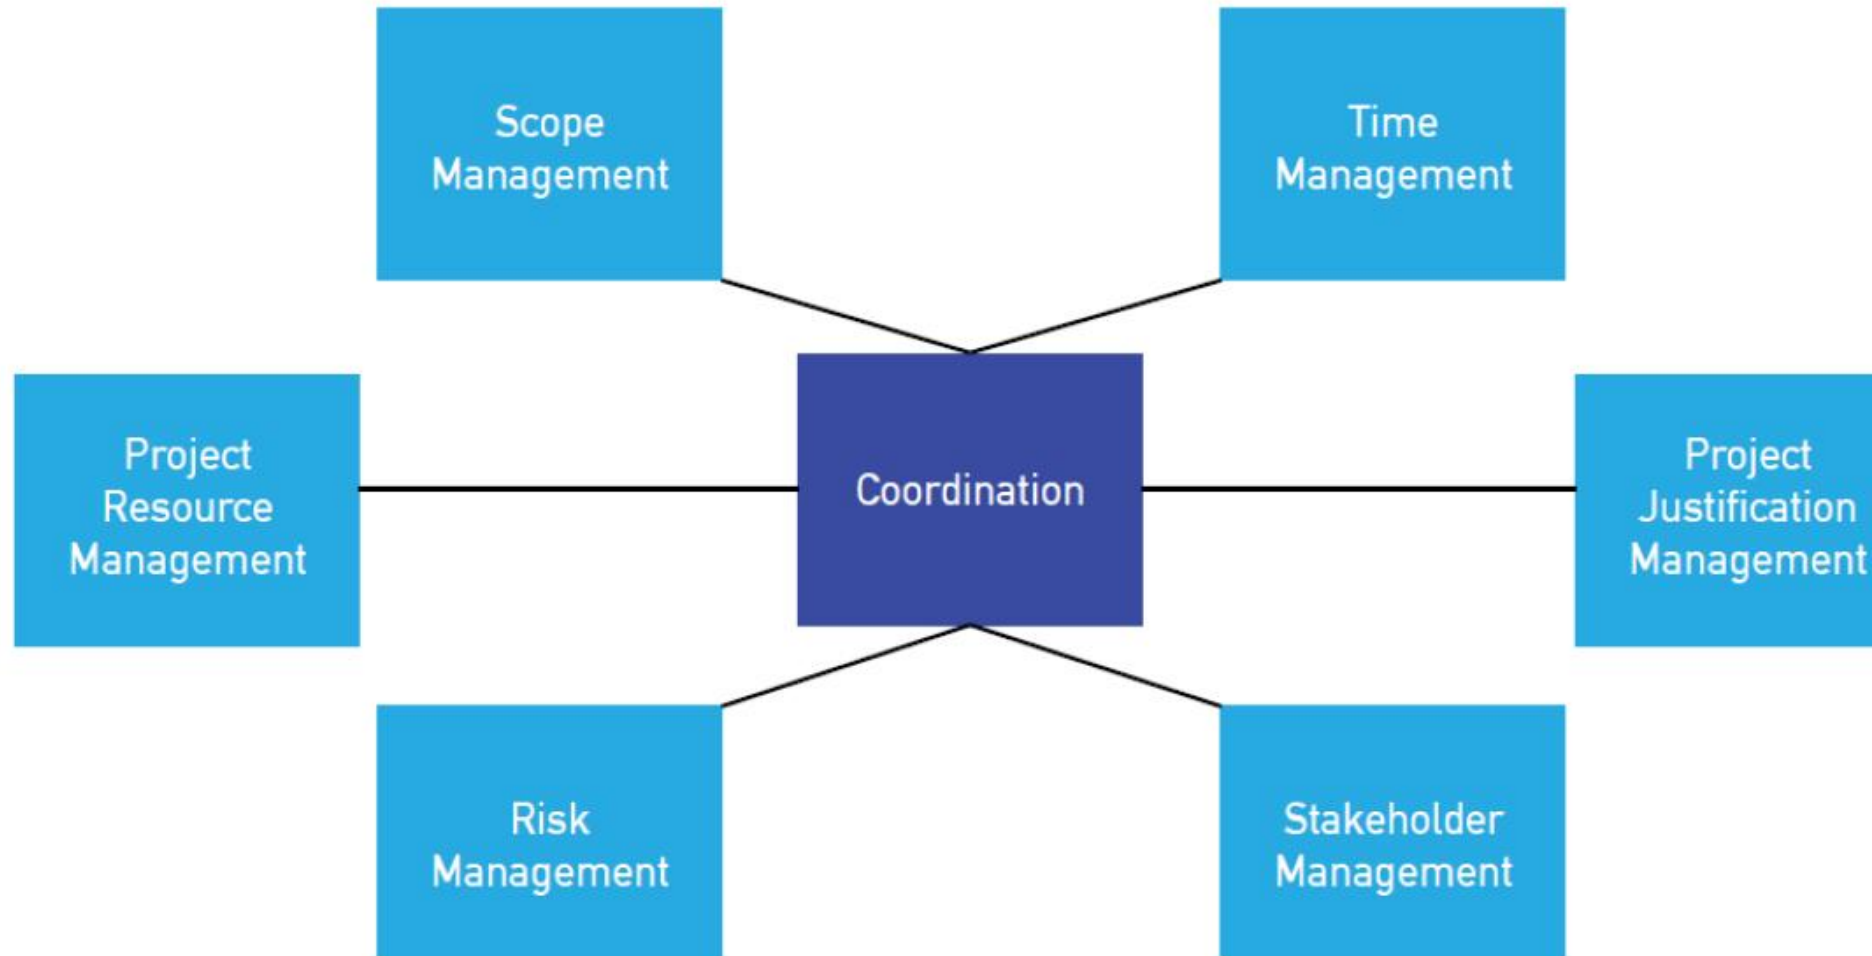 Scope
Management
Time
Management
Project
Resource
Management
Coordination
Project
Justification
Management
Risk
Management
Stakeholder
Management